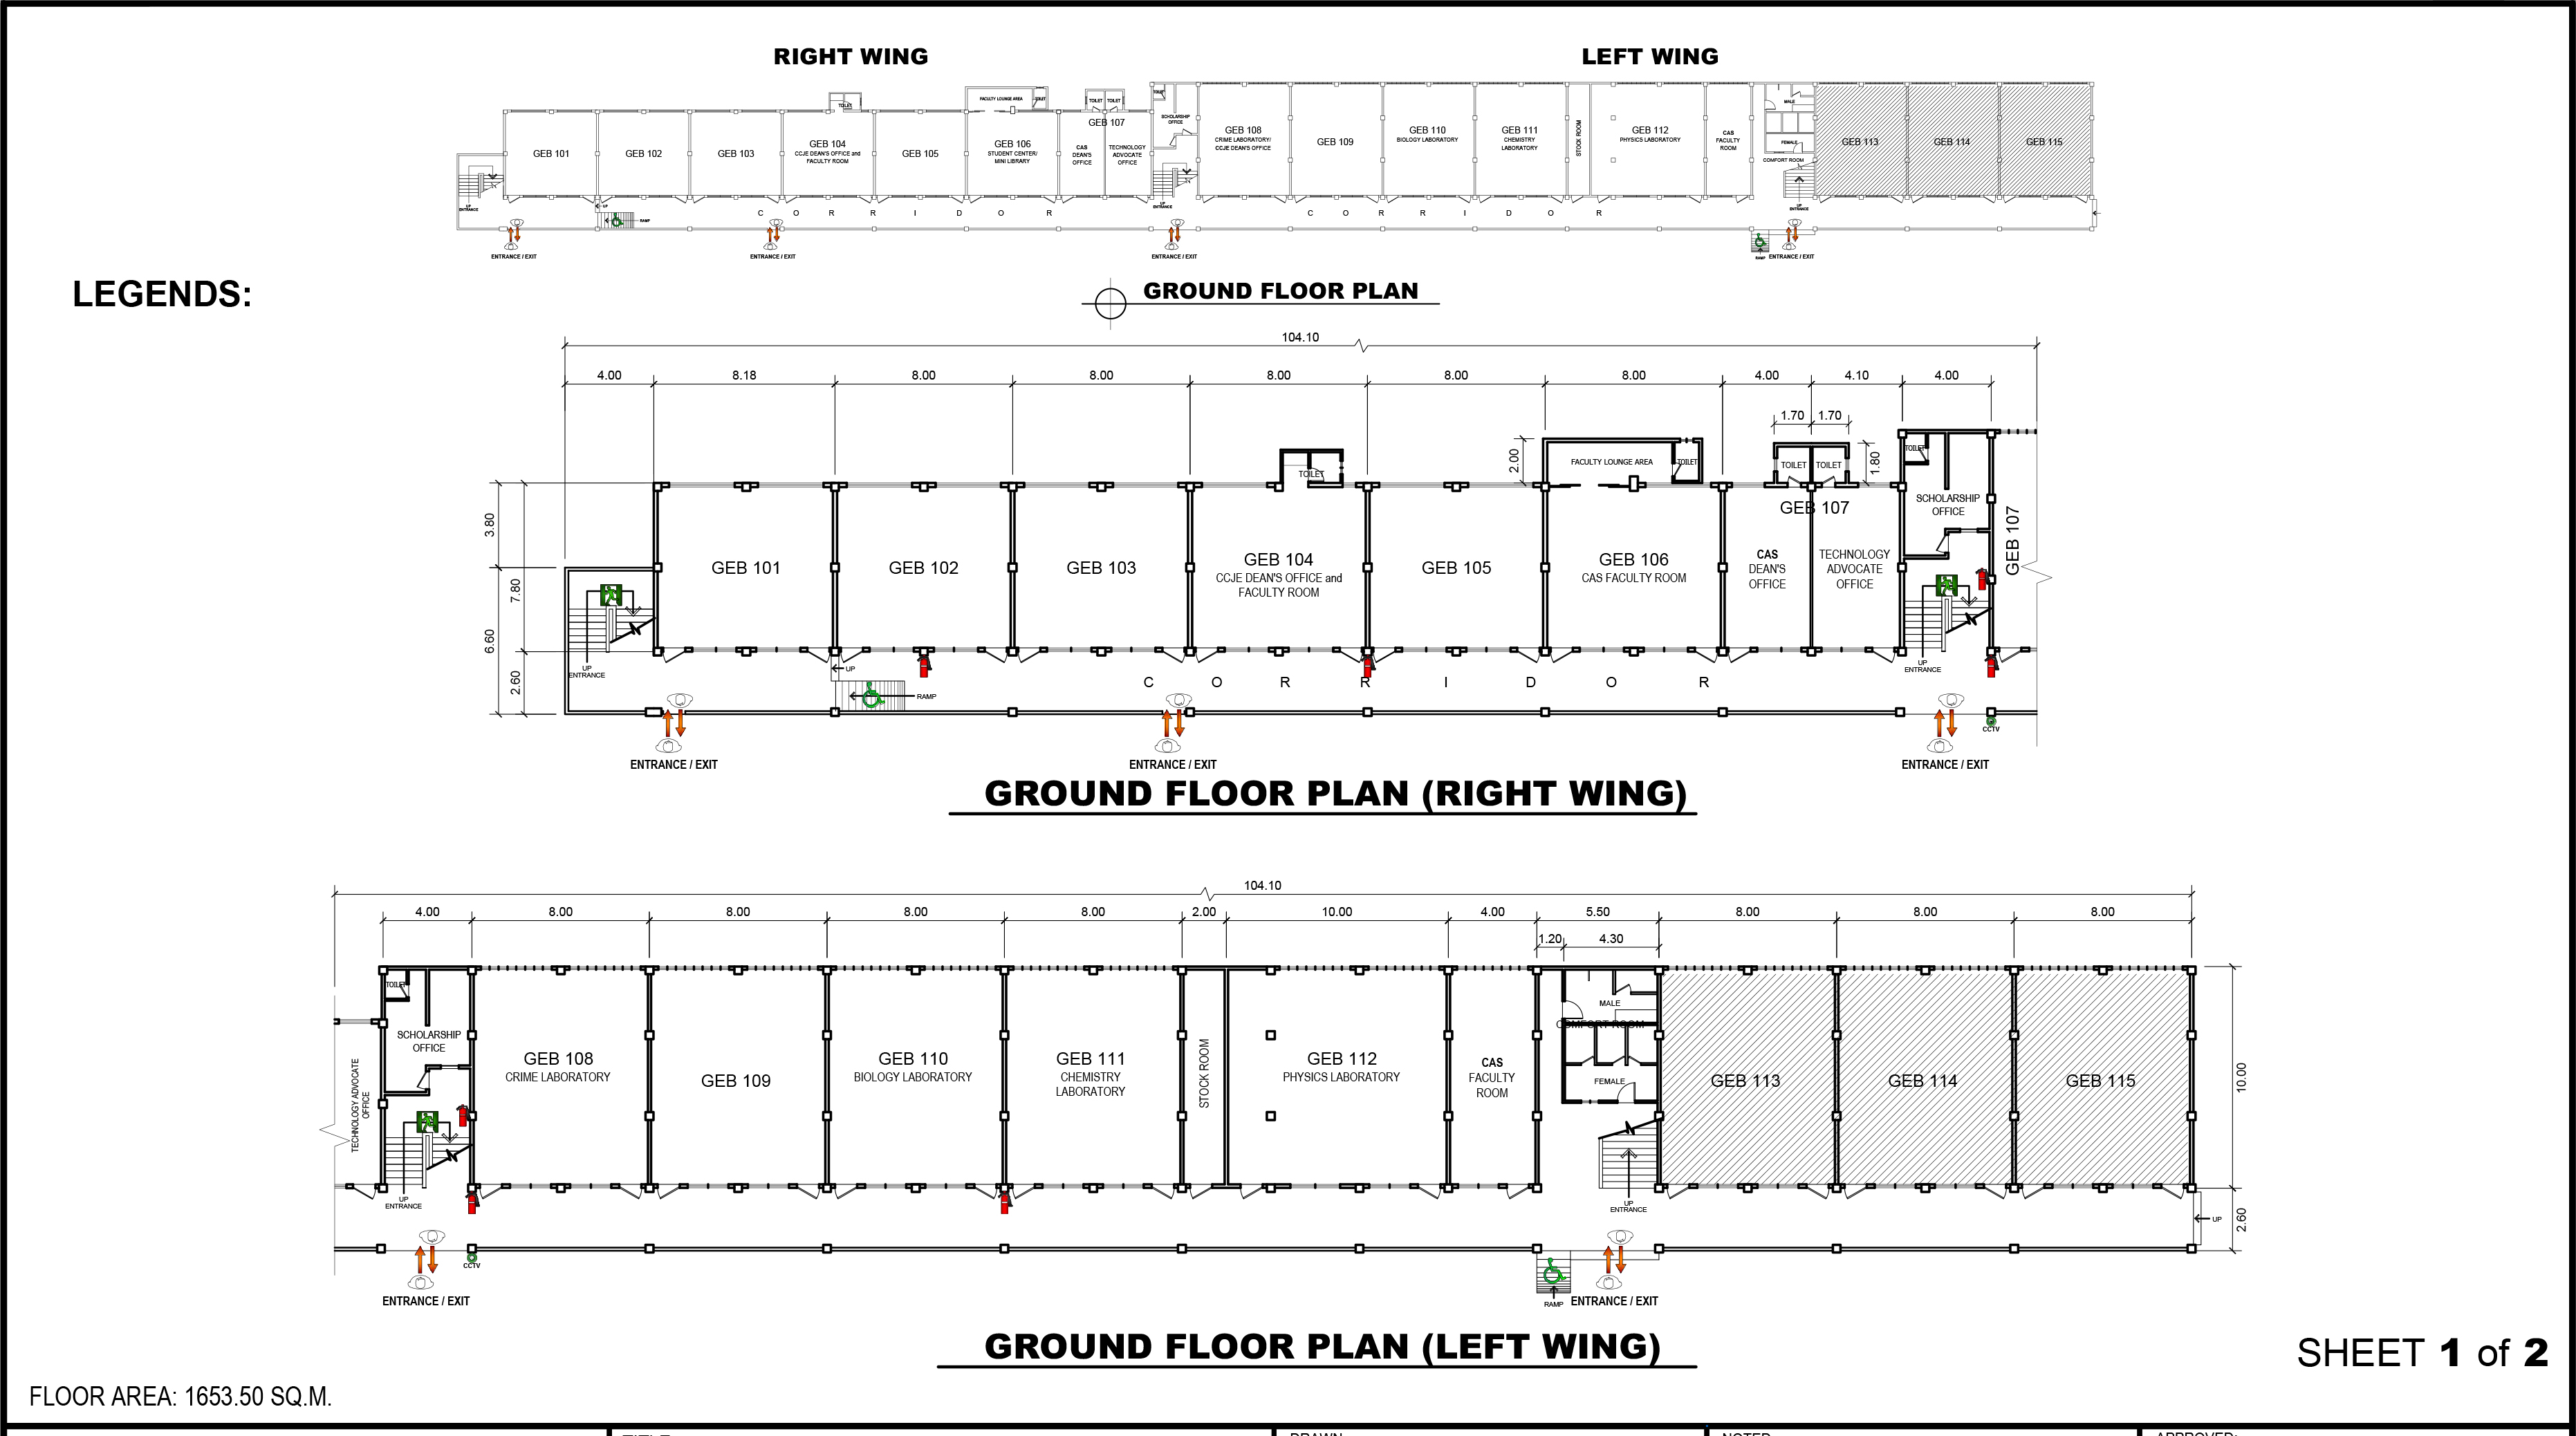 RIGHT WING
LEFT WING
TOILET
FACULTY LOUNGE AREA
TOILET
TOILET
TOILET
TOILET
GEB 101
GEB 102
GEB 103
GEB 104
CCJE DEAN'S OFFICE and
FACULTY ROOM
GEB 105
GEB 106
STUDENT CENTER/
MINI LIBRARY
GEB 107
CAS
DEAN'S
OFFICE
TECHNOLOGY
ADVOCATE
OFFICE
SCHOLARSHIP
OFFICE
GEB 108
CRIME LABORATORY/
CCJE DEAN'S OFFICE
GEB 109
GEB 110
BIOLOGY LABORATORY
GEB 111
CHEMISTRY
LABORATORY
STOCK ROOM
GEB 112
PHYSICS LABORATORY
CAS
FACULTY
ROOM
MALE
FEMALE
COMFORT ROOM
GEB 113
GEB 114
GEB 115
UP
ENTRANCE
UP
RAMP
C O R R I D O R
UP
ENTRANCE
C O R R I D O R
UP
ENTRANCE
ENTRANCE / EXIT
ENTRANCE / EXIT
ENTRANCE / EXIT
RAMP
ENTRANCE / EXIT
LEGENDS:
GROUND FLOOR PLAN
104.10
4.00 8.18 8.00 8.00 8.00 8.00 8.00 4.00 4.10 4.00
1.70 1.70
2.00
1.80
3.80
7.80
6.60
2.60
TOILET
FACULTY LOUNGE AREA
TOILET
TOILET
TOILET
TOILET
GEB 101
GEB 102
GEB 103
GEB 104
CCJE DEAN'S OFFICE and
FACULTY ROOM
GEB 105
GEB 106
CAS FACULTY ROOM
GEB 107
CAS
DEAN'S
OFFICE
TECHNOLOGY
ADVOCATE
OFFICE
SCHOLARSHIP
OFFICE
GEB 107
UP
ENTRANCE
UP
RAMP
C O R R I D O R
UP
ENTRANCE
CCTV
ENTRANCE / EXIT
ENTRANCE / EXIT
ENTRANCE / EXIT
GROUND FLOOR PLAN (RIGHT WING)
104.10
4.00 8.00 8.00 8.00 8.00 2.00 10.00 4.00 5.50 8.00 8.00 8.00
1.20 4.30
TOILET
SCHOLARSHIP
OFFICE
TECHNOLOGY ADVOCATE
OFFICE
GEB 108
CRIME LABORATORY
GEB 109
GEB 110
BIOLOGY LABORATORY
GEB 111
CHEMISTRY
LABORATORY
STOCK ROOM
GEB 112
PHYSICS LABORATORY
CAS
FACULTY
ROOM
MALE
COMFORT ROOM
FEMALE
GEB 113
GEB 114
GEB 115
10.00
2.60
UP
ENTRANCE
UP
ENTRANCE
UP
CCTV
ENTRANCE / EXIT
RAMP
ENTRANCE / EXIT
GROUND FLOOR PLAN (LEFT WING)
SHEET 1 of 2
FLOOR AREA: 1653.50 SQ.M.